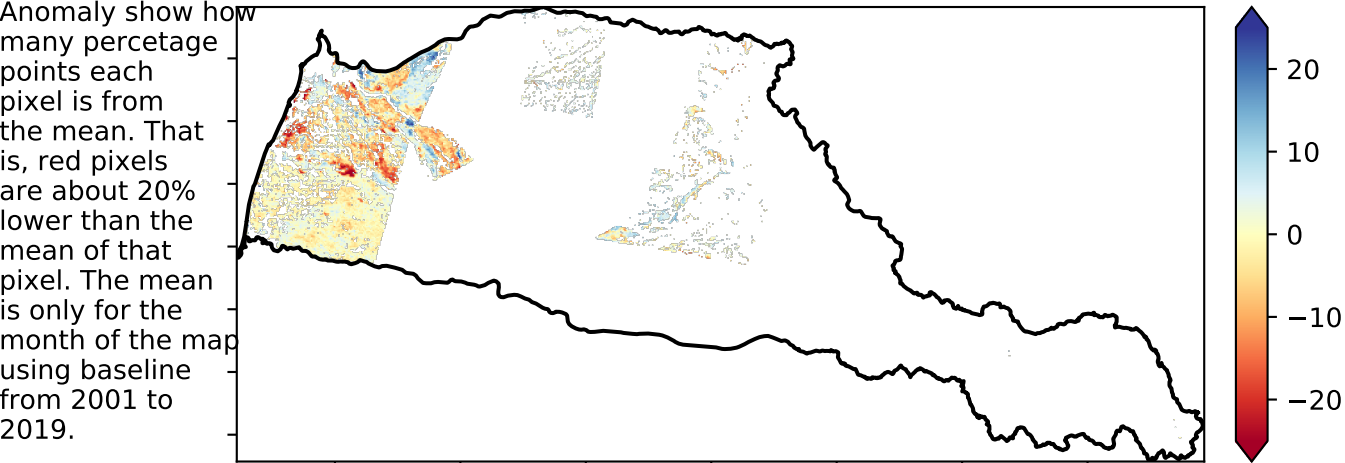 Anomaly show how
many percetage
points each
pixel is from
the mean. That
is, red pixels
are about 20%
lower than the
mean of that
pixel. The mean
is only for the
month of the map
using baseline
from 2001 to
2019.
20
10
0
−10
−20